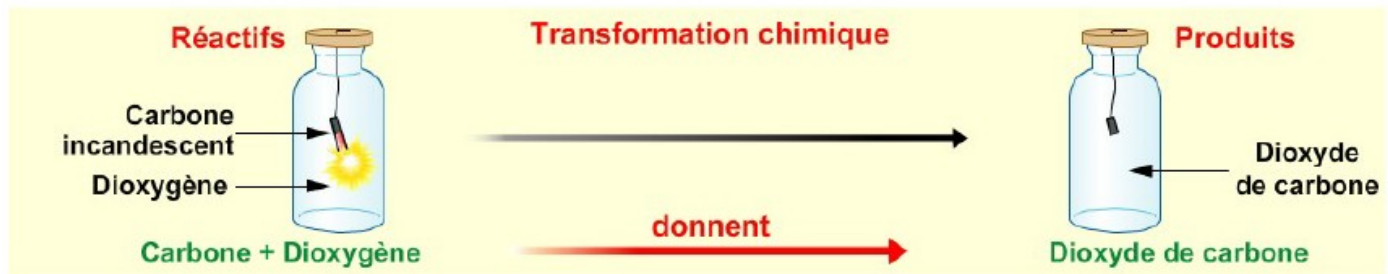 Réactifs
Transformation chimique
Produits
Carbone
incandescent
Dioxygène
Dioxyde
de carbone
donnent
Carbone + Dioxygène
Dioxyde de carbone